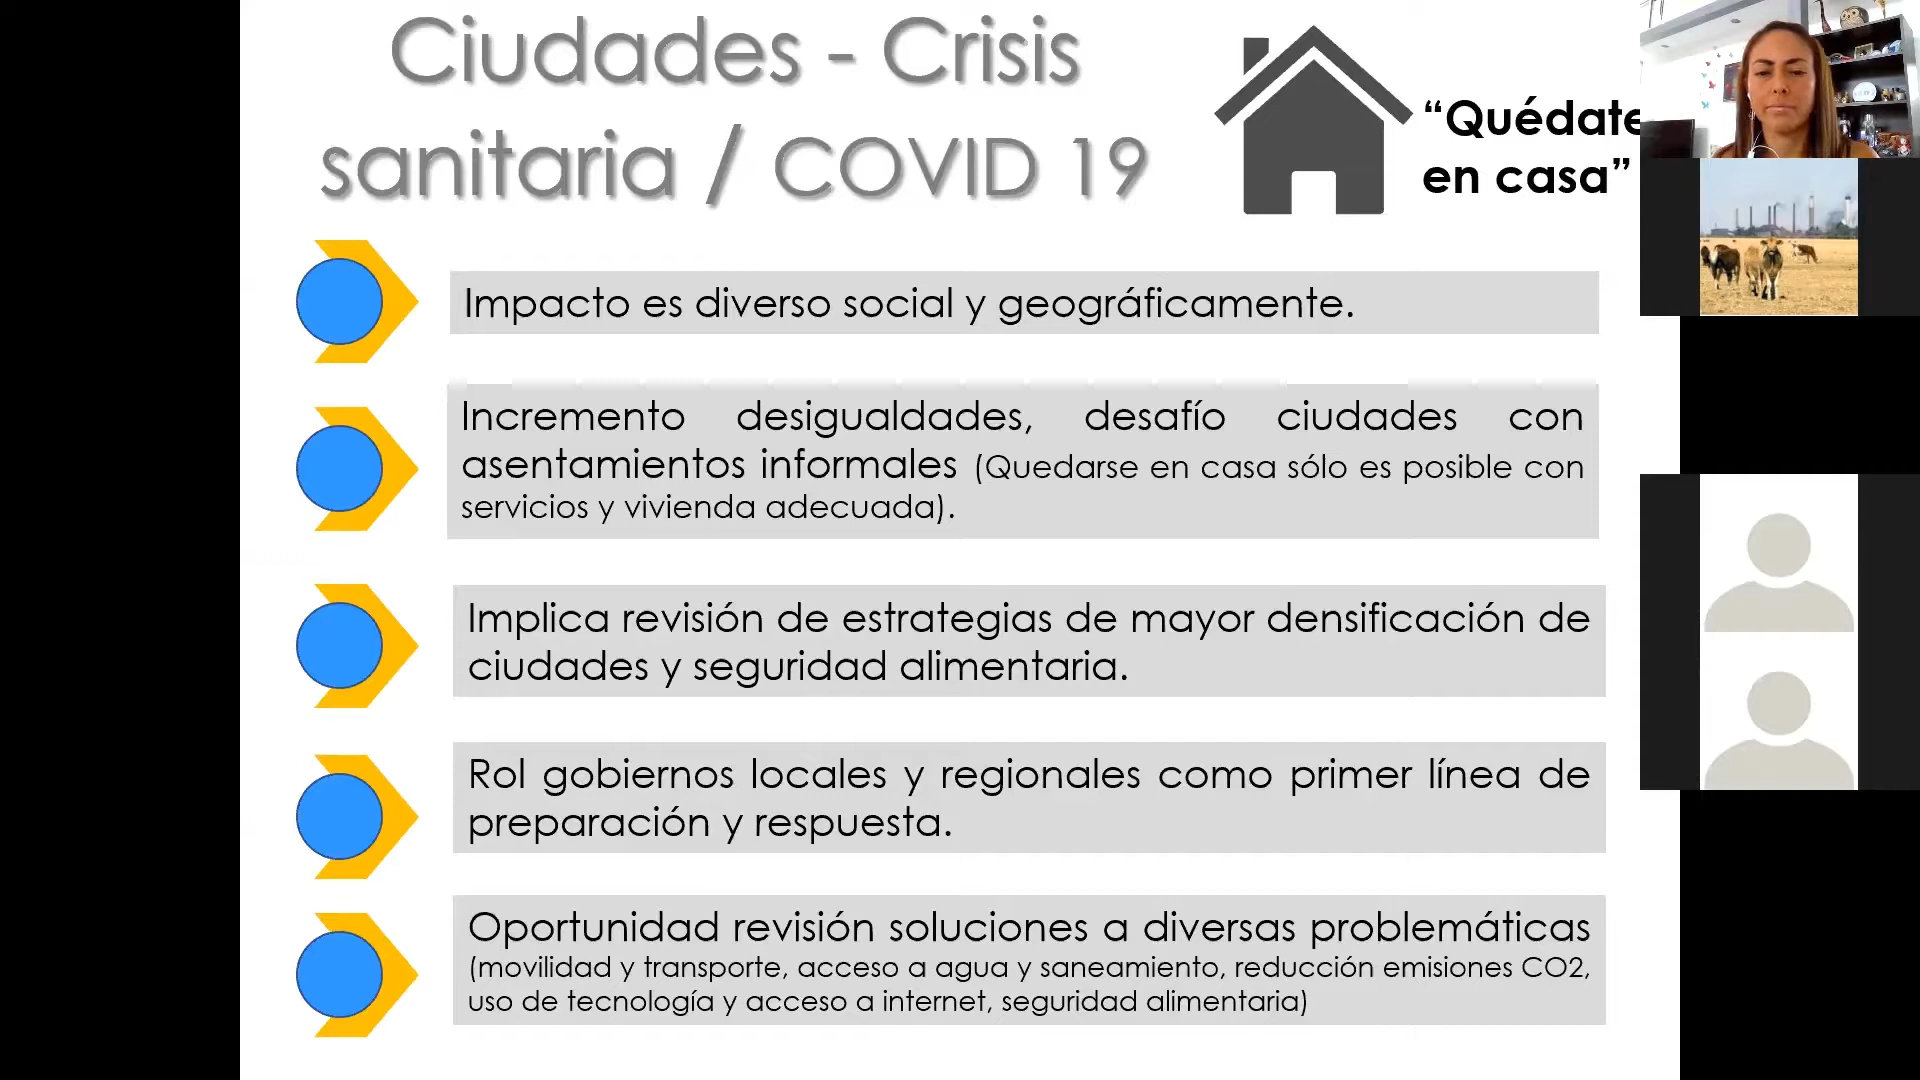 Ciudades - Crisis
sanitaria / COVID 19
“Quédate
en casa”
Impacto es diverso social y geográficamente.
Incremento desigualdades, desafío ciudades con
asentamientos informales (Quedarse en casa sólo es posible con
servicios y vivienda adecuada).
Implica revisión de estrategias de mayor densificación de
ciudades y seguridad alimentaria.
Rol gobiernos locales y regionales como primer línea de
preparación y respuesta.
Oportunidad revisión soluciones a diversas problemáticas
(movilidad y transporte, acceso a agua y saneamiento, reducción emisiones CO2,
uso de tecnología y acceso a internet, seguridad alimentaria)